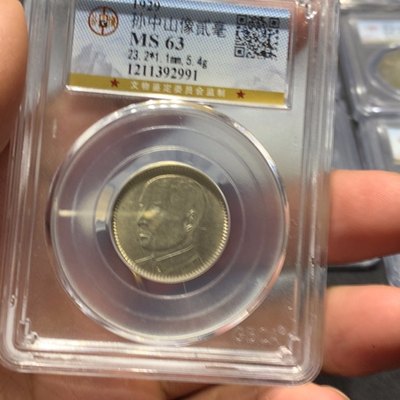 1929
孙中山像贰毫
MS 63
23.2*1.1mm,5.4g
1211392991
★ 文物鉴定委员会监制 ★